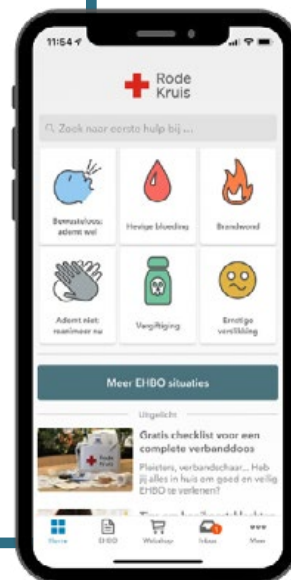 11:54
Rode
Kruis
Zoek naar eerste hulp bij ...
Bewusteloos;
ademt wel
Hevige bloeding
Brandwond
Ademt niet:
reanimeer nu
Vergiftiging
Ernstige
verslikking
Meer EHBO situaties
Uitgelicht
Gratis checklist voor een
complete verbanddoos
Pleisters, verbandschaar... Heb
jij alles in huis om goed en veilig
EHBO te verlenen?
Home
EHBO
Webshop
Inbox
Meer